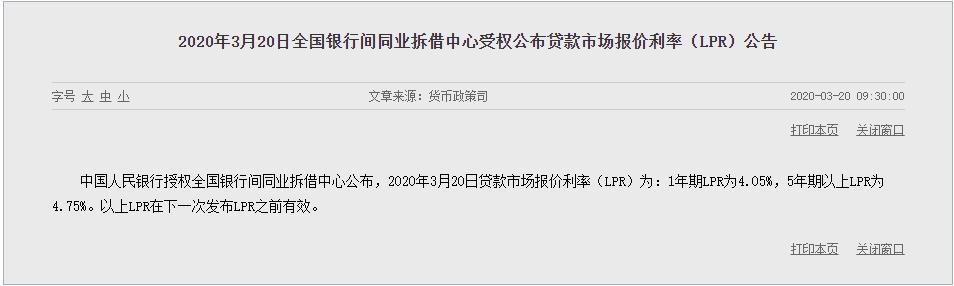 2020年3月20日全国银行间同业拆借中心受权公布贷款市场报价利率（LPR）公告
字号 大 中 小 文章来源：货币政策司 2020-03-20 09:30:00
打印本页 关闭窗口
中国人民银行授权全国银行间同业拆借中心公布，2020年3月20日贷款市场报价利率（LPR）为：1年期LPR为4.05%，5年期以上LPR为
4.75%。以上LPR在下一次发布LPR之前有效。
打印本页 关闭窗口